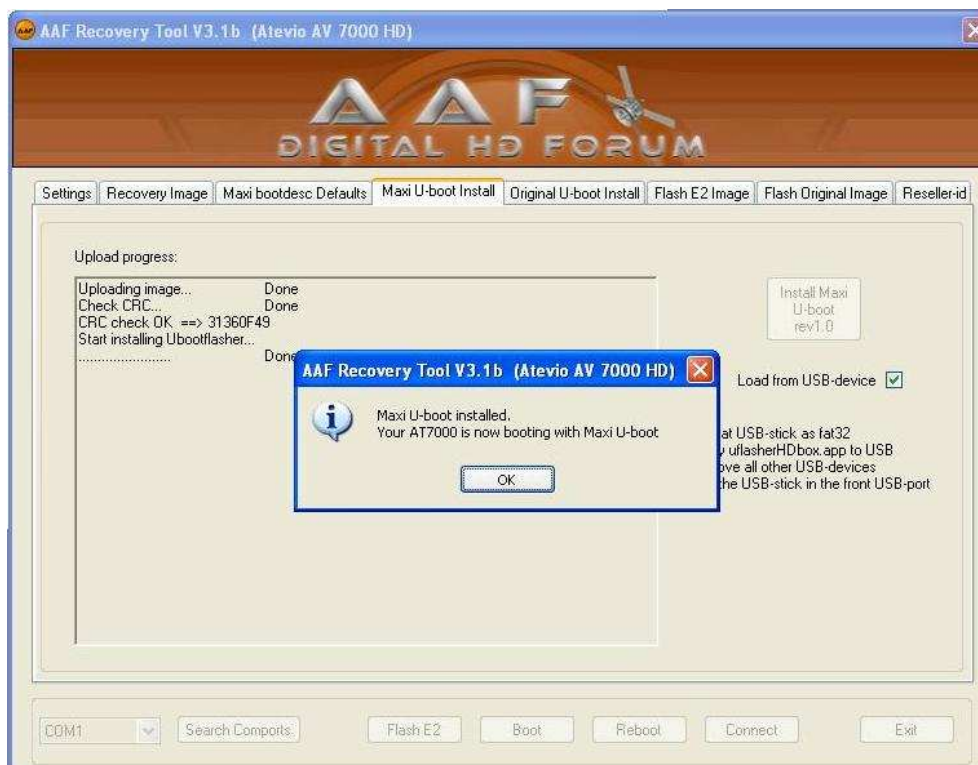 AAF Recovery Tool V3.1b (Atevio AV 7000 HD)
AAF
DIGITAL HD FORUM
Settings Recovery Image Maxi bootdesc Defaults Maxi U-boot Install Original U-boot Install Flash E2 Image Flash Original Image Reseller-id
Upload progress:
Uploading image... Done
Check CRC... Done
CRC check OK ==> 31360F49
Start installing Ubootflasher...
........................ Done
Install Maxi
U-boot
rev1.0
Load from USB-device
AAF Recovery Tool V3.1b (Atevio AV 7000 HD)
Maxi U-boot installed.
Your AT7000 is now booting with Maxi U-boot
OK
at USB-stick as fat32
uflasherHDbox.app to USB
all other USB-devices
the USB-stick in the front USB-port
COM1 Search Comports Flash E2 Boot Reboot Connect Exit